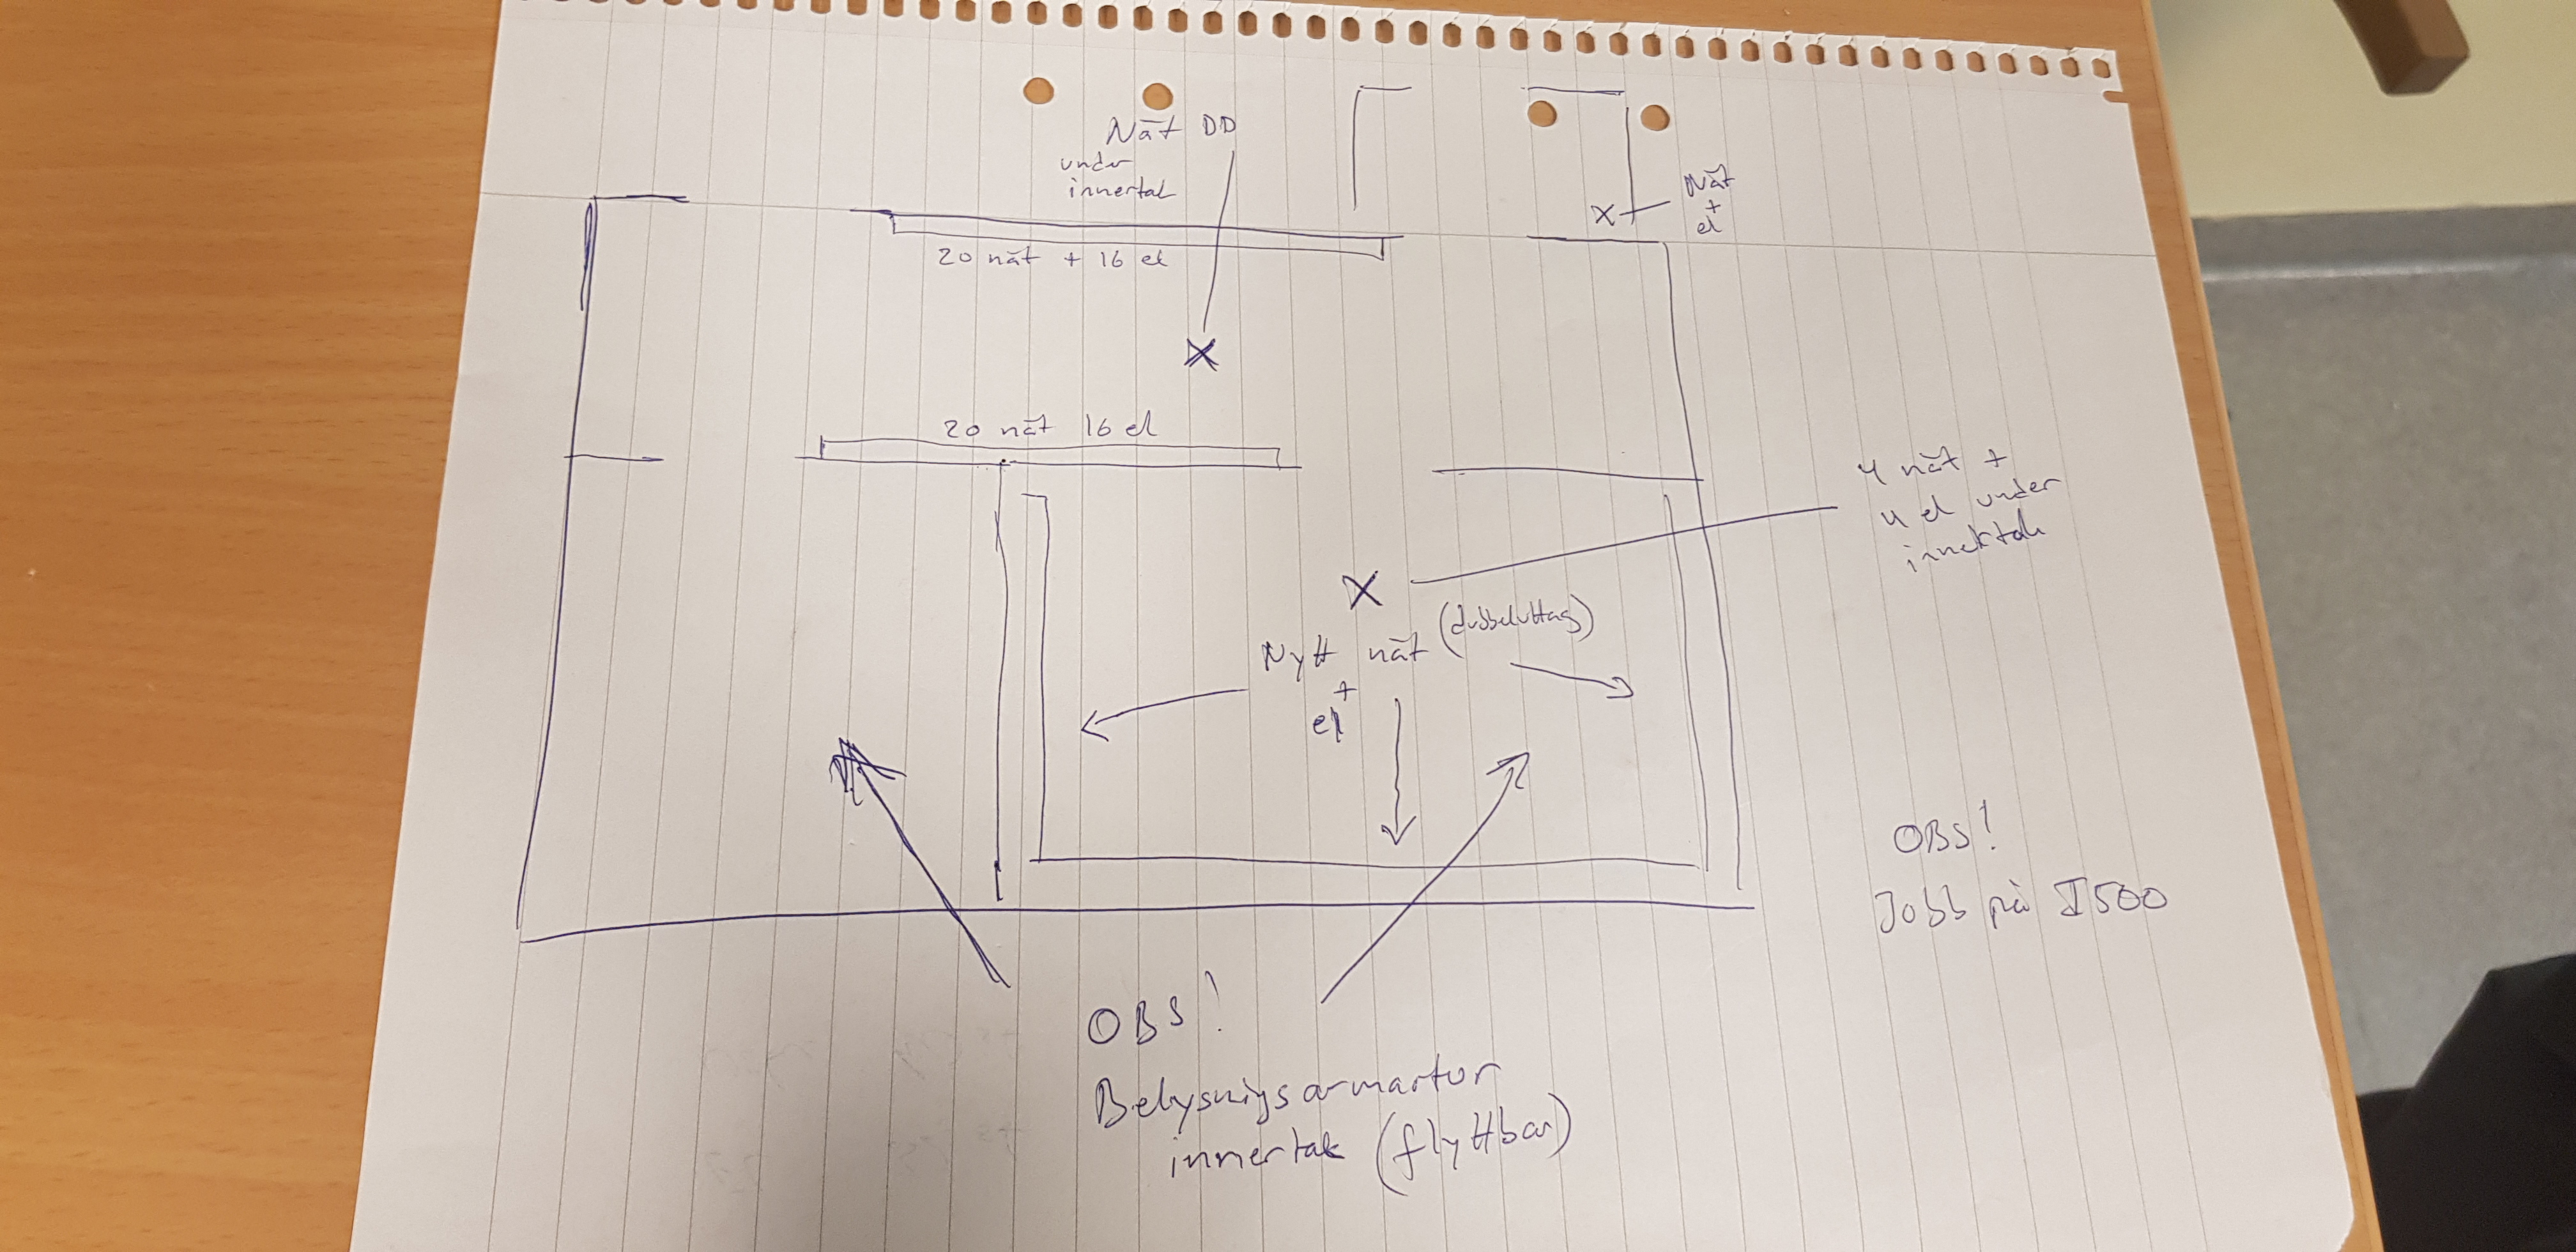 Nät DD
under
innertak
Nät
+
el
20 nät + 16 el
20 nät 16 el
4 nät +
4 el under
innertak
Nytt nät (dubbeluttag)
+
el
OBS!
Jobb på I500
OBS!
Belysnigsarmartur
innertak (flyttbar)